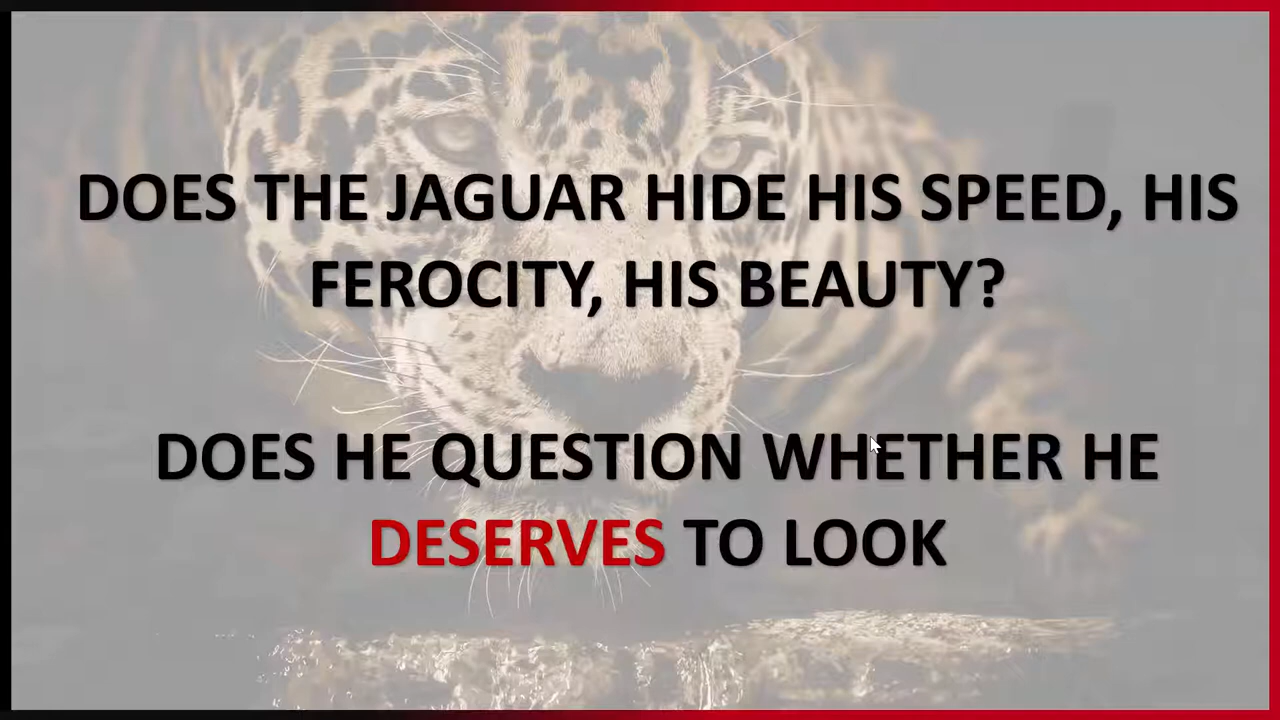 DOES THE JAGUAR HIDE HIS SPEED, HIS
FEROCITY, HIS BEAUTY?
DOES HE QUESTION WHETHER HE
DESERVES TO LOOK